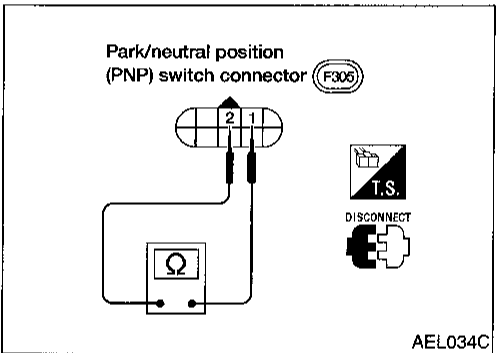 Park/neutral position
(PNP) switch connector F305
2 1
T.S.
DISCONNECT
Ω
AEL034C